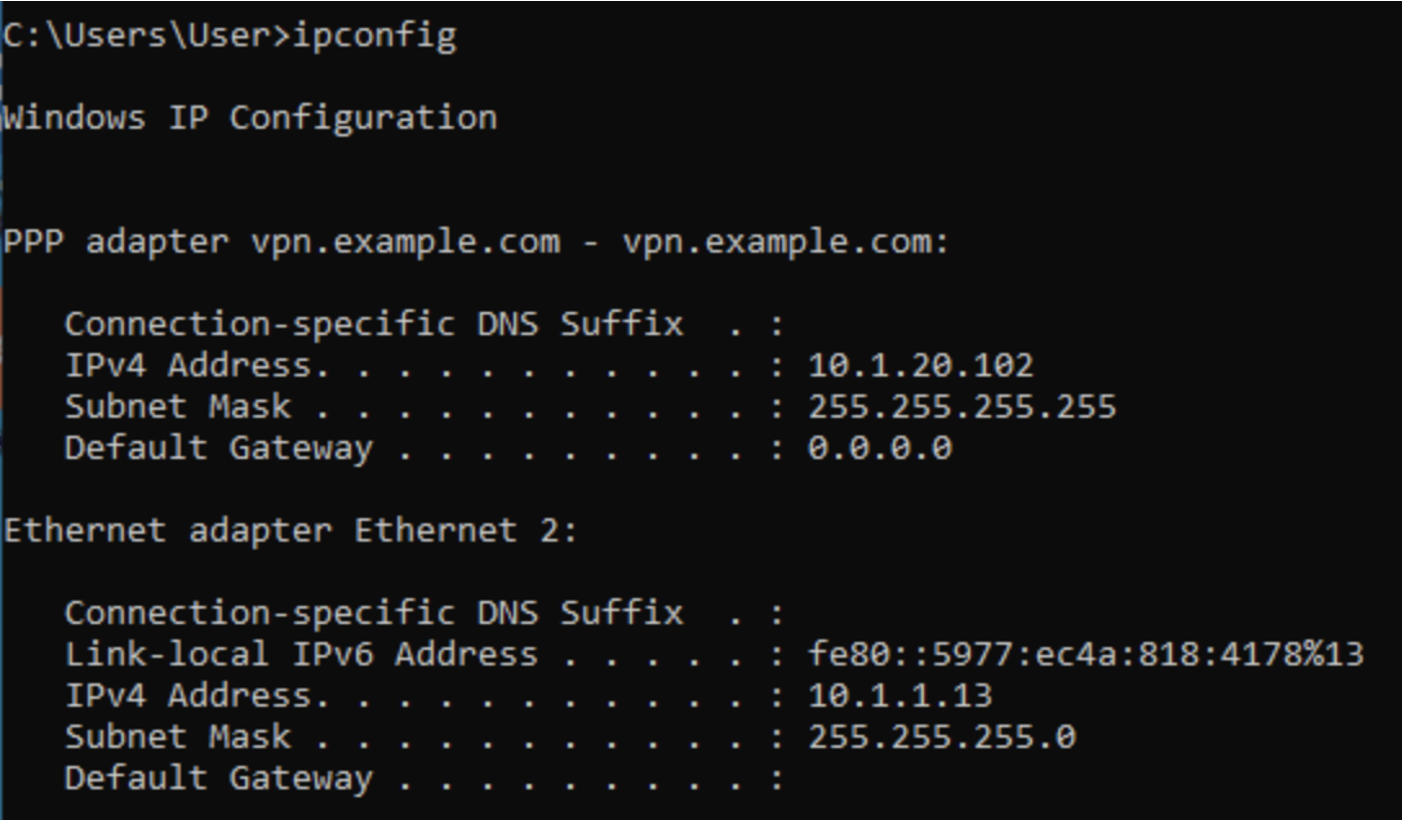 C:\Users\User>ipconfig
Windows IP Configuration
PPP adapter vpn.example.com - vpn.example.com:
Connection-specific DNS Suffix  . :
IPv4 Address. . . . . . . . . . . : 10.1.20.102
Subnet Mask . . . . . . . . . . . : 255.255.255.255
Default Gateway . . . . . . . . . : 0.0.0.0
Ethernet adapter Ethernet 2:
Connection-specific DNS Suffix  . :
Link-local IPv6 Address . . . . . : fe80::5977:ec4a:818:4178%13
IPv4 Address. . . . . . . . . . . : 10.1.1.13
Subnet Mask . . . . . . . . . . . : 255.255.255.0
Default Gateway . . . . . . . . . :